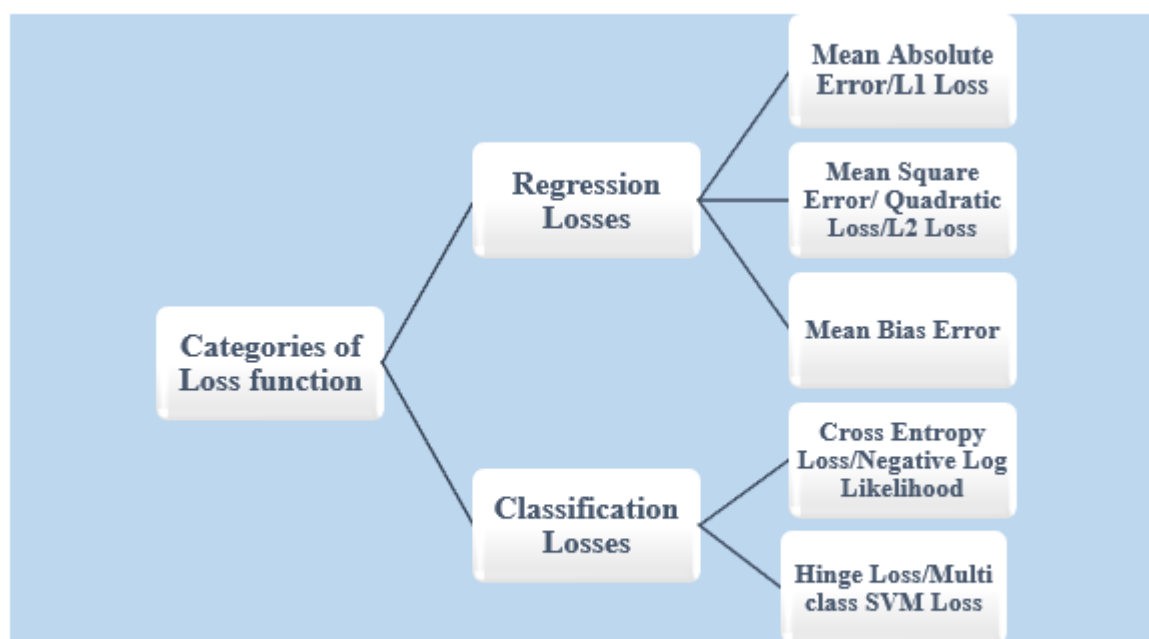 Mean Absolute
Error/L1 Loss
Regression
Losses
Mean Square
Error/ Quadratic
Loss/L2 Loss
Mean Bias Error
Categories of
Loss function
Cross Entropy
Loss/Negative Log
Likelihood
Classification
Losses
Hinge Loss/Multi
class SVM Loss